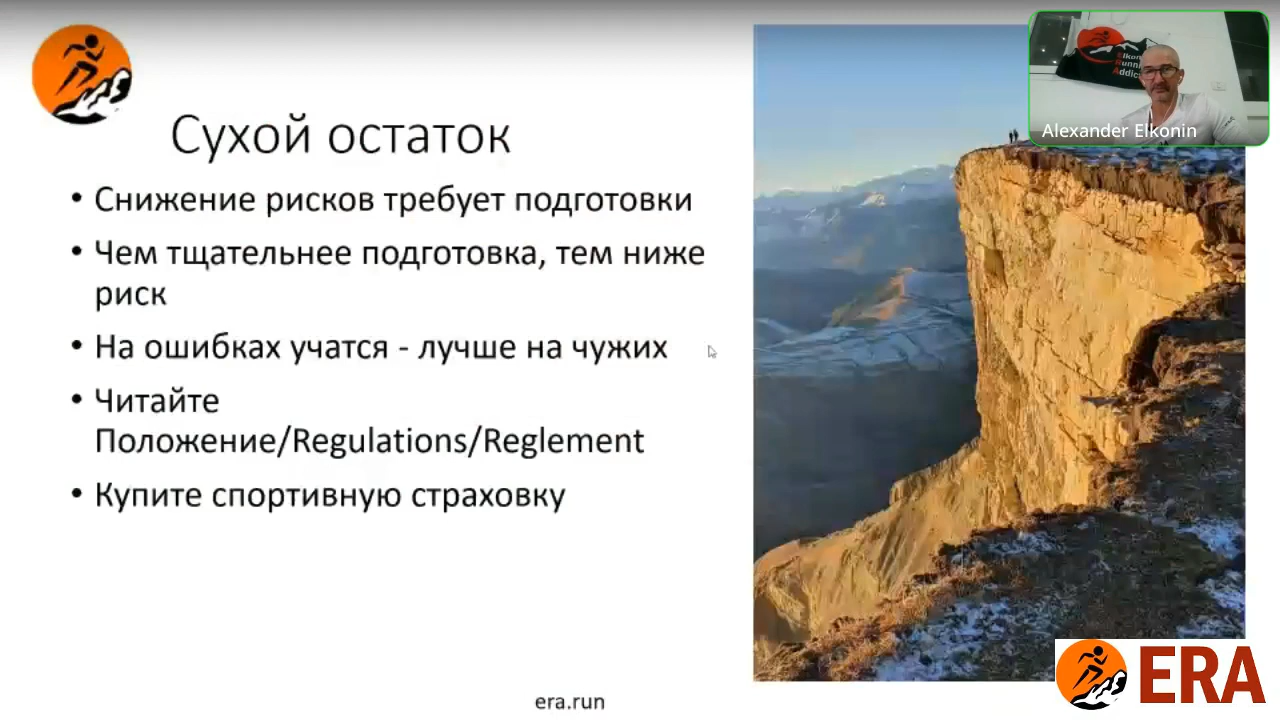 Сухой остаток
• Снижение рисков требует подготовки
• Чем тщательнее подготовка, тем ниже
риск
• На ошибках учатся - лучше на чужих
• Читайте
Положение/Regulations/Reglement
• Купите спортивную страховку
era.run
Alexander Elkonin
ERA